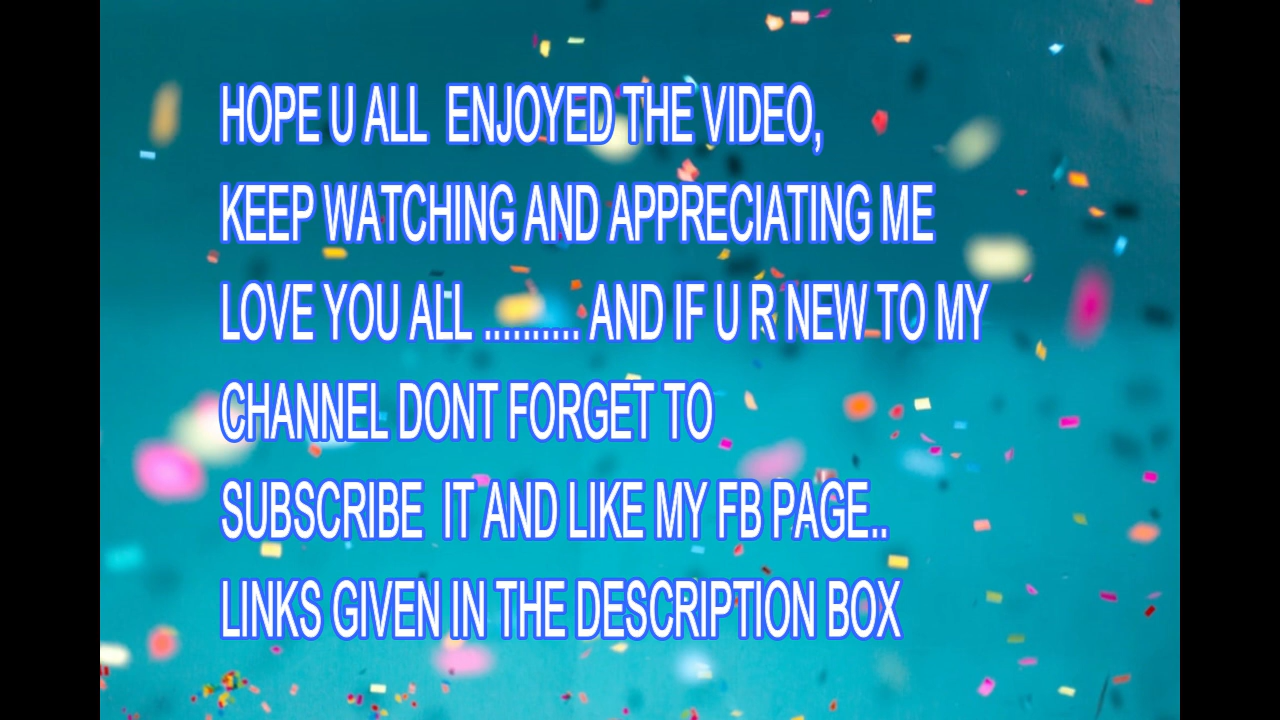 HOPE U ALL  ENJOYED THE VIDEO,
KEEP WATCHING AND APPRECIATING ME
LOVE YOU ALL .......... AND IF U R NEW TO MY
CHANNEL DONT FORGET TO
SUBSCRIBE  IT AND LIKE MY FB PAGE..
LINKS GIVEN IN THE DESCRIPTION BOX